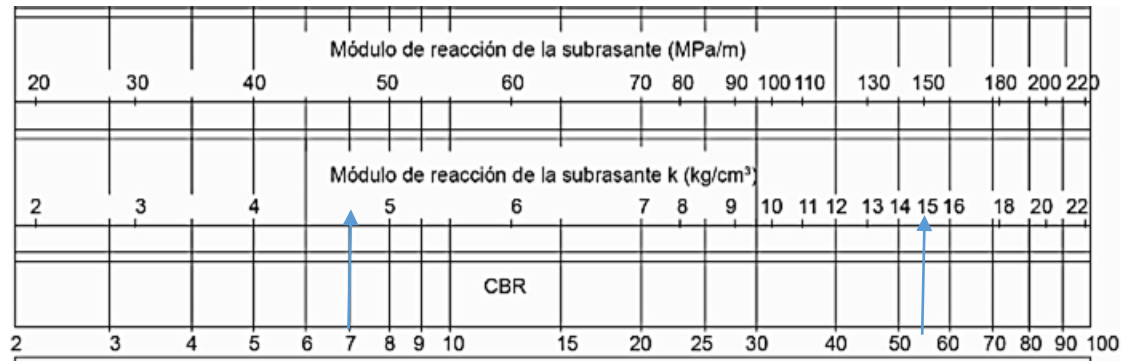 Módulo de reacción de la subrasante (MPa/m)
20 30 40 50 60 70 80 90 100 110 130 150 180 200 220
Módulo de reacción de la subrasante k (kg/cm³)
2 3 4 5 6 7 8 9 10 11 12 13 14 15 16 18 20 22
CBR
2 3 4 5 6 7 8 9 10 15 20 25 30 40 50 60 70 80 90 100